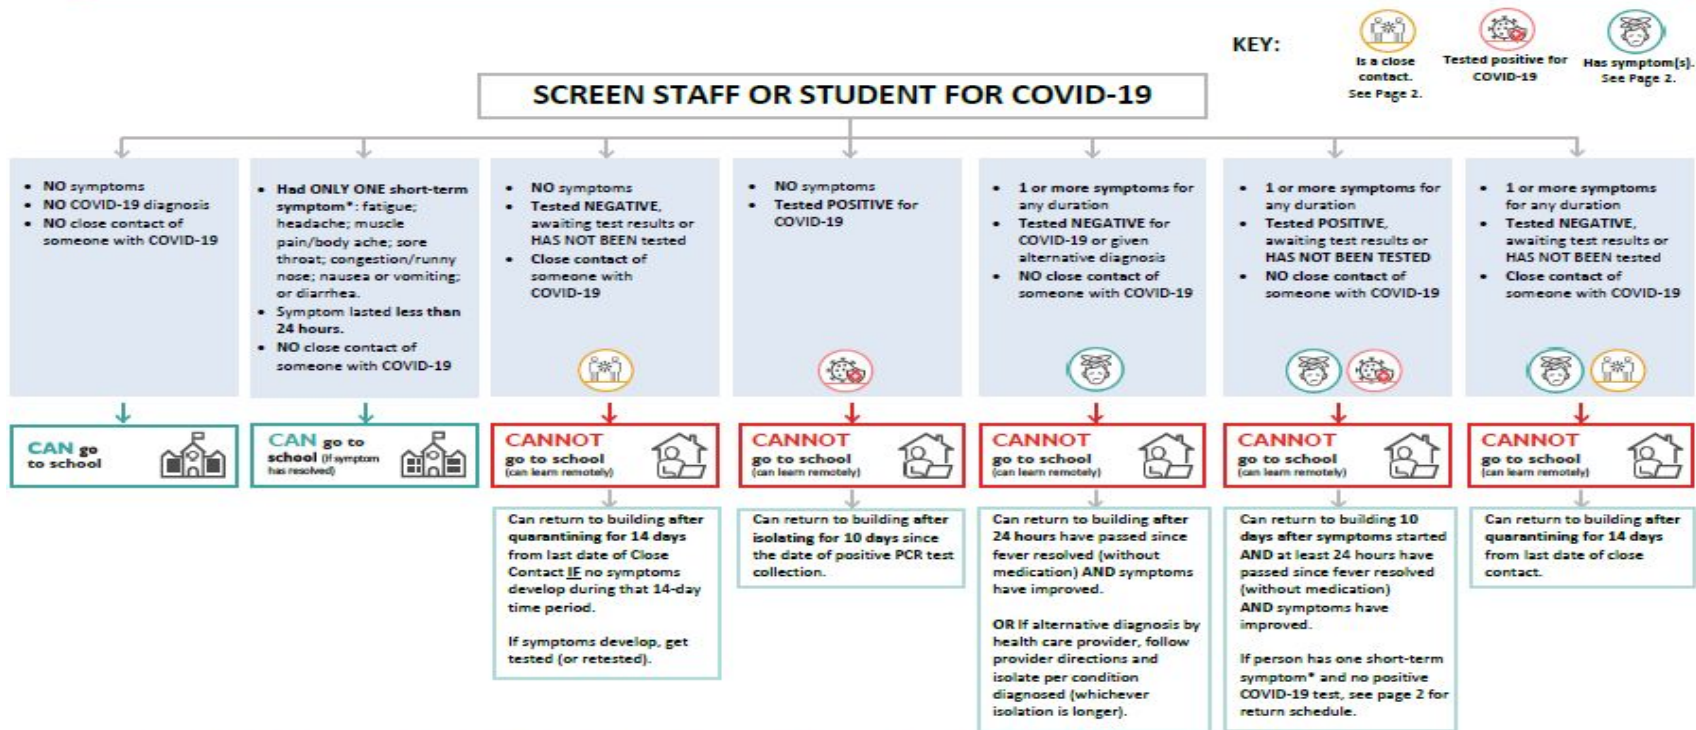 KEY:
Is a close
contact.
See Page 2.
Tested positive for
COVID-19
Has symptom(s).
See Page 2.
SCREEN STAFF OR STUDENT FOR COVID-19
• NO symptoms
• NO COVID-19 diagnosis
• NO close contact of
someone with COVID-19
• Had ONLY ONE short-term
symptom*: fatigue;
headache; muscle
pain/body ache; sore
throat; congestion/runny
nose; nausea or vomiting;
or diarrhea.
• Symptom lasted less than
24 hours.
• NO close contact of
someone with COVID-19
• NO symptoms
• Tested NEGATIVE,
awaiting test results or
HAS NOT BEEN tested
• Close contact of
someone with
COVID-19
• NO symptoms
• Tested POSITIVE for
COVID-19
• 1 or more symptoms for
any duration
• Tested NEGATIVE for
COVID-19 or given
alternative diagnosis
• NO close contact of
someone with COVID-19
• 1 or more symptoms for
any duration
• Tested POSITIVE,
awaiting test results or
HAS NOT BEEN TESTED
• NO close contact of
someone with COVID-19
• 1 or more symptoms
for any duration
• Tested NEGATIVE,
awaiting test results or
HAS NOT BEEN tested
• Close contact of
someone with COVID-19
CAN go
to school
CAN go to
school (If symptom
has resolved)
CANNOT
go to school
(can learn remotely)
CANNOT
go to school
(can learn remotely)
CANNOT
go to school
(can learn remotely)
CANNOT
go to school
(can learn remotely)
CANNOT
go to school
(can learn remotely)
Can return to building after
quarantining for 14 days
from last date of Close
Contact IF no symptoms
develop during that 14-day
time period.
If symptoms develop, get
tested (or retested).
Can return to building after
isolating for 10 days since
the date of positive PCR test
collection.
Can return to building after
24 hours have passed since
fever resolved (without
medication) AND symptoms
have improved.
OR If alternative diagnosis by
health care provider, follow
provider directions and
isolate per condition
diagnosed (whichever
isolation is longer).
Can return to building 10
days after symptoms started
AND at least 24 hours have
passed since fever resolved
(without medication)
AND symptoms have
improved.
If person has one short-term
symptom* and no positive
COVID-19 test, see page 2 for
return schedule.
Can return to building after
quarantining for 14 days
from last date of close
contact.